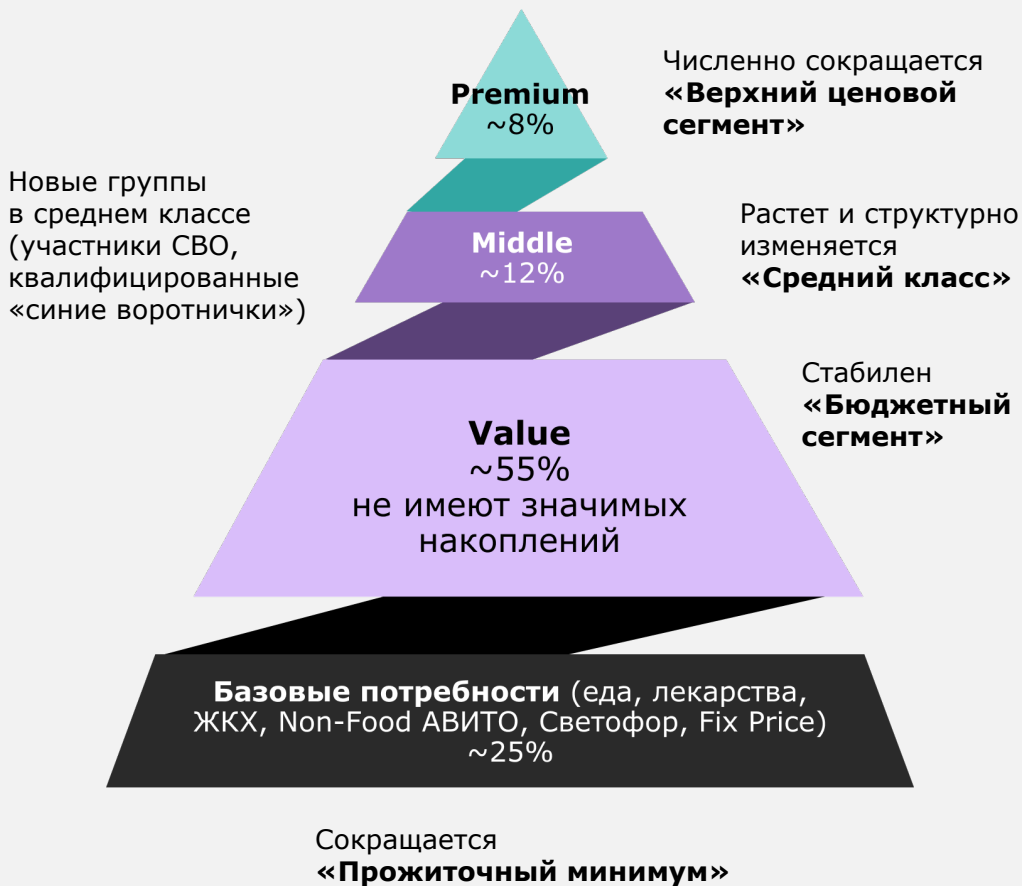 Premium
~8%
Численно сокращается
«Верхний ценовой
сегмент»
Новые группы
в среднем классе
(участники СВО,
квалифицированные
«синие воротнички»)
Middle
~12%
Растет и структурно
изменяется
«Средний класс»
Стабилен
«Бюджетный
сегмент»
Value
~55%
не имеют значимых
накоплений
Базовые потребности (еда, лекарства,
ЖКХ, Non-Food АВИТО, Светофор, Fix Price)
~25%
Сокращается
«Прожиточный минимум»